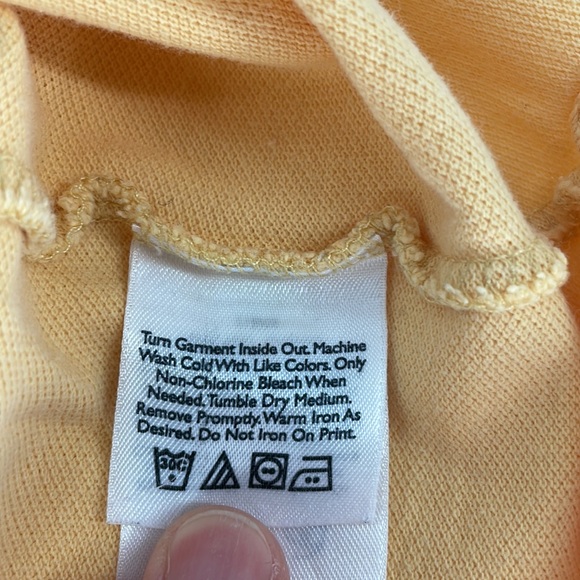 Turn Garment Inside Out. Machine
Wash Cold With Like Colors. Only
Non-Chlorine Bleach When
Needed. Tumble Dry Medium.
Remove Promptly. Warm Iron As
Desired. Do Not Iron On Print.
30C